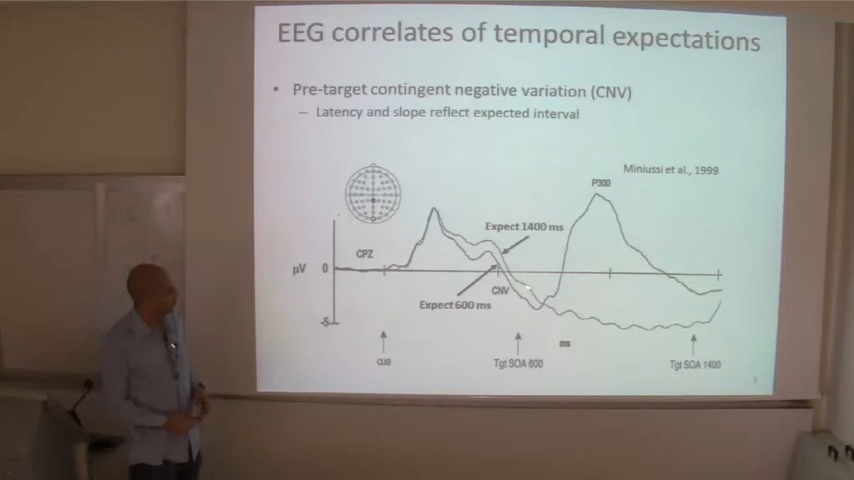 EEG correlates of temporal expectations
• Pre-target contingent negative variation (CNV)
– Latency and slope reflect expected interval
Miniussi et al., 1999
P300
Expect 1400 ms
CPZ
µV 0
CNV
Expect 600 ms
-5
cue
Tgt SOA 600
ms
Tgt SOA 1400